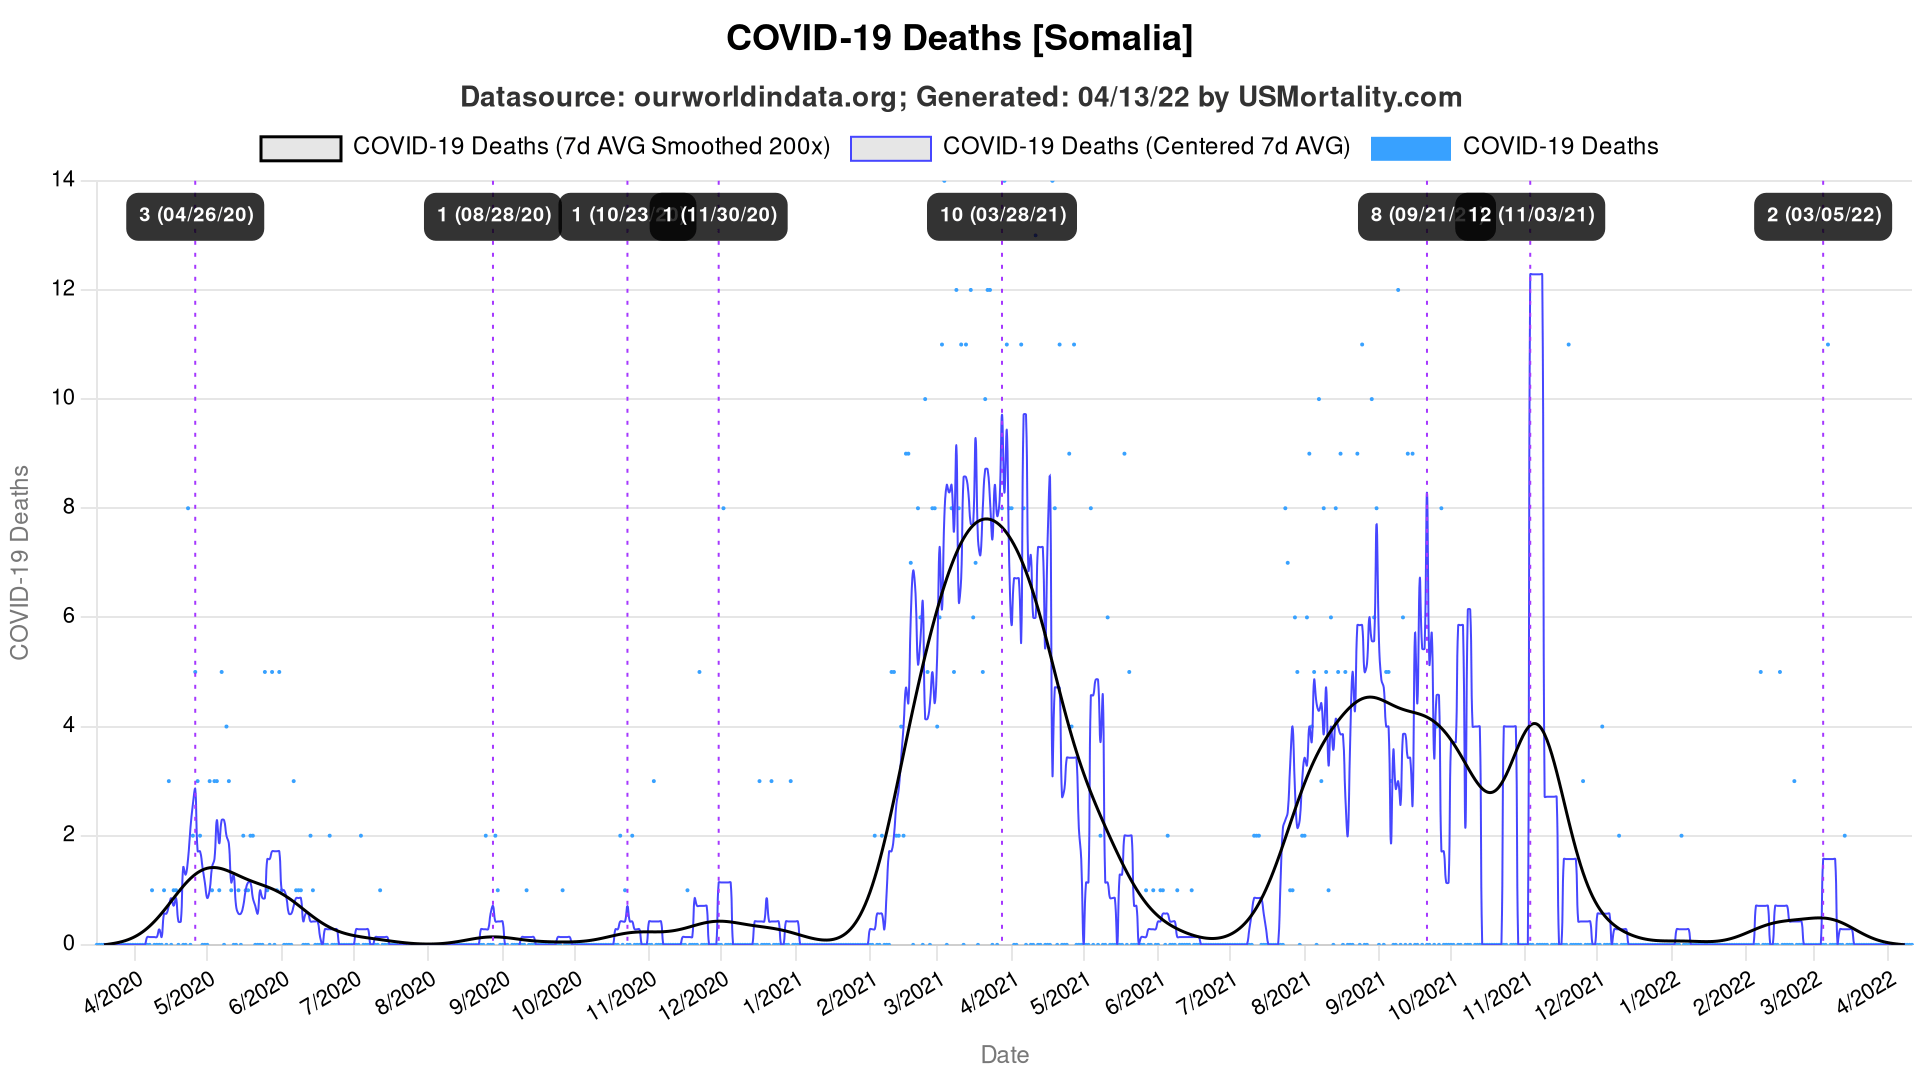 COVID-19 Deaths [Somalia]
Datasource: ourworldindata.org; Generated: 04/13/22 by USMortality.com
COVID-19 Deaths (7d AVG Smoothed 200x) COVID-19 Deaths (Centered 7d AVG) COVID-19 Deaths
3 (04/26/20) 1 (08/28/20) 1 (10/23/20) 1 (11/30/20) 10 (03/28/21) 8 (09/21/21) 12 (11/03/21) 2 (03/05/22)
14
12
10
8
6
4
2
0
COVID-19 Deaths
4/2020 5/2020 6/2020 7/2020 8/2020 9/2020 10/2020 11/2020 12/2020 1/2021 2/2021 3/2021 4/2021 5/2021 6/2021 7/2021 8/2021 9/2021 10/2021 11/2021 12/2021 1/2022 2/2022 3/2022 4/2022
Date